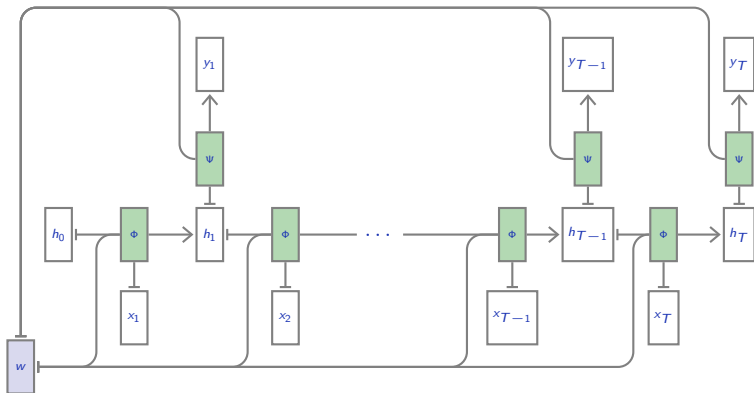 y1 yT−1 yT
Ψ Ψ Ψ
h0 Φ h1 Φ . . . Φ hT−1 Φ hT
x1 x2 xT−1 xT
w